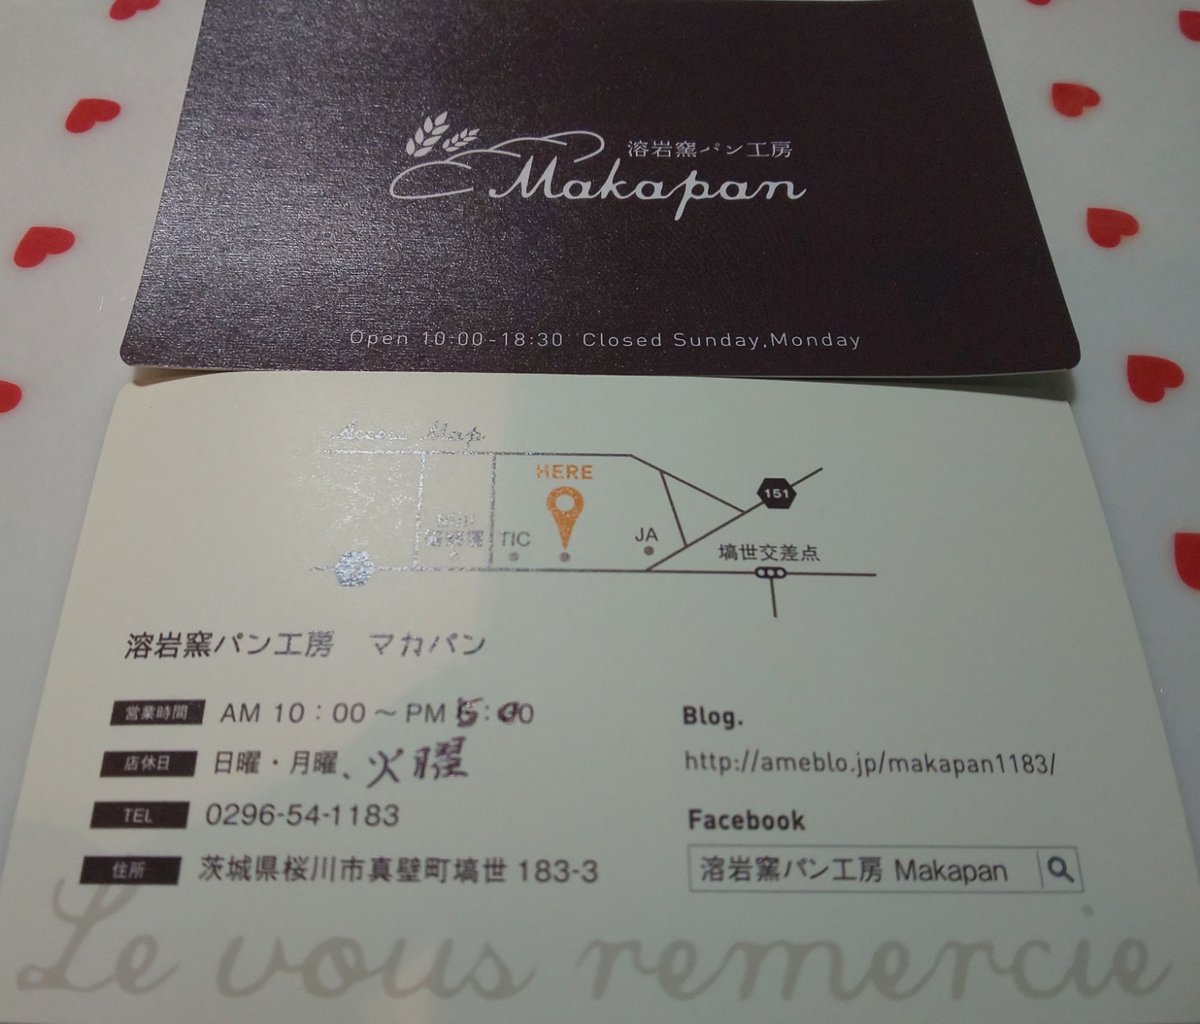 溶岩窯パン工房
Makapan
Open 10:00-18:30 Closed Sunday,Monday
Access Map
HERE
151
TIC
JA
塙世交差点
溶岩窯パン工房 マカパン
営業時間 AM 10:00~PM 5:00
店休日 日曜・月曜、火曜
TEL 0296-54-1183
住所 茨城県桜川市真壁町塙世 183-3
Blog.
http://ameblo.jp/makapan1183/
Facebook
溶岩窯パン工房 Makapan
Le vous remercie